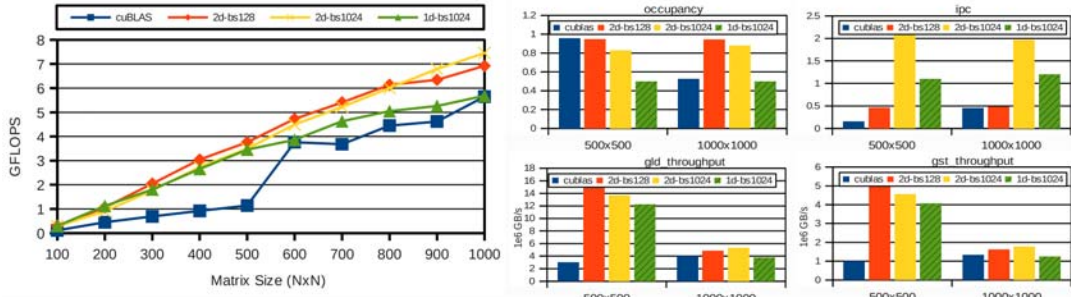 cuBLAS 2d-bs128 2d-bs1024 1d-bs1024
8
7
6
5
4
3
2
1
0
GFLOPS
100 200 300 400 500 600 700 800 900 1000
Matrix Size (NxN)
occupancy
cublas 2d-bs128 2d-bs1024 1d-bs1024
1.2
1
0.8
0.6
0.4
0.2
0
500x500 1000x1000
ipc
cublas 2d-bs128 2d-bs1024 1d-bs1024
2.5
2
1.5
1
0.5
0
500x500 1000x1000
gld_throughput
cublas 2d-bs128 2d-bs1024 1d-bs1024
18
16
14
12
10
8
6
4
2
0
1e6 GB/s
500x500 1000x1000
gst_throughput
cublas 2d-bs128 2d-bs1024 1d-bs1024
6
5
4
3
2
1
0
1e6 GB/s
500x500 1000x1000